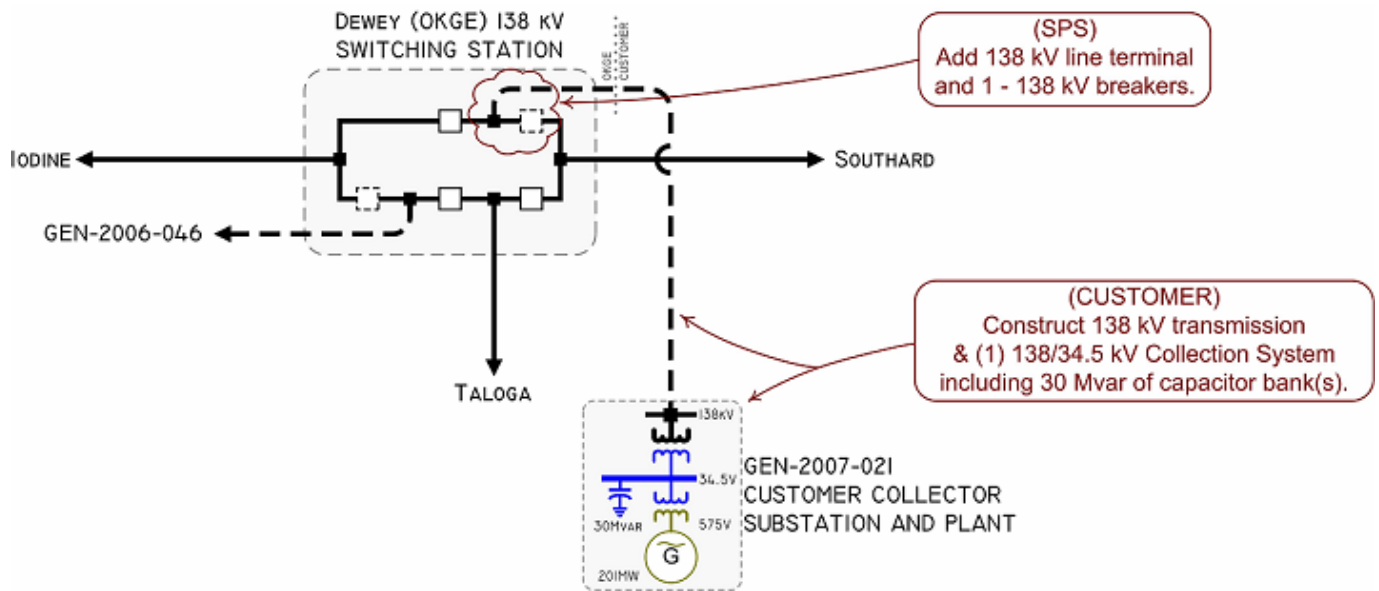 DEWEY (OKGE) 138 KV
SWITCHING STATION
OKGE
CUSTOMER
(SPS)
Add 138 kV line terminal
and 1 - 138 kV breakers.
IODINE
SOUTHARD
GEN-2006-046
TALOGA
(CUSTOMER)
Construct 138 kV transmission
& (1) 138/34.5 kV Collection System
including 30 Mvar of capacitor bank(s).
138KV
34.5V
30MVAR
575V
G
201MW
GEN-2007-021
CUSTOMER COLLECTOR
SUBSTATION AND PLANT